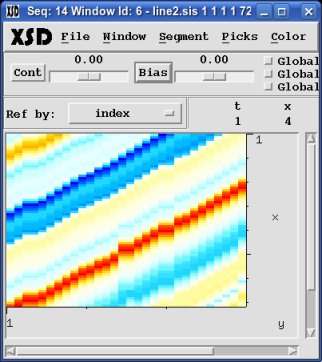 Seq: 14 Window Id: 6 - line2.sis 1 1 1 1 72
XSD File Window Segment Picks Color
0.00 0.00
Cont Bias
Global
Global
Global
Ref by: index
t x
1 4
1
x
1 y